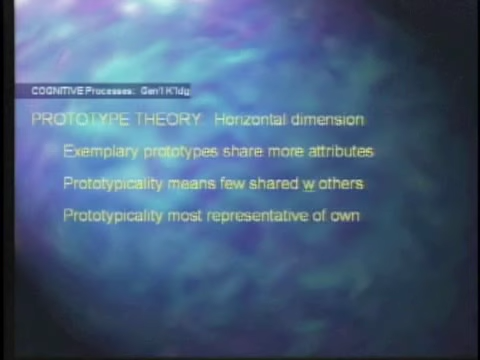 COGNITIVE Processes: Gen'l K'ldg
PROTOTYPE THEORY Horizontal dimension
Exemplary prototypes share more attributes
Prototypicality means few shared w others
Prototypicality most representative of own